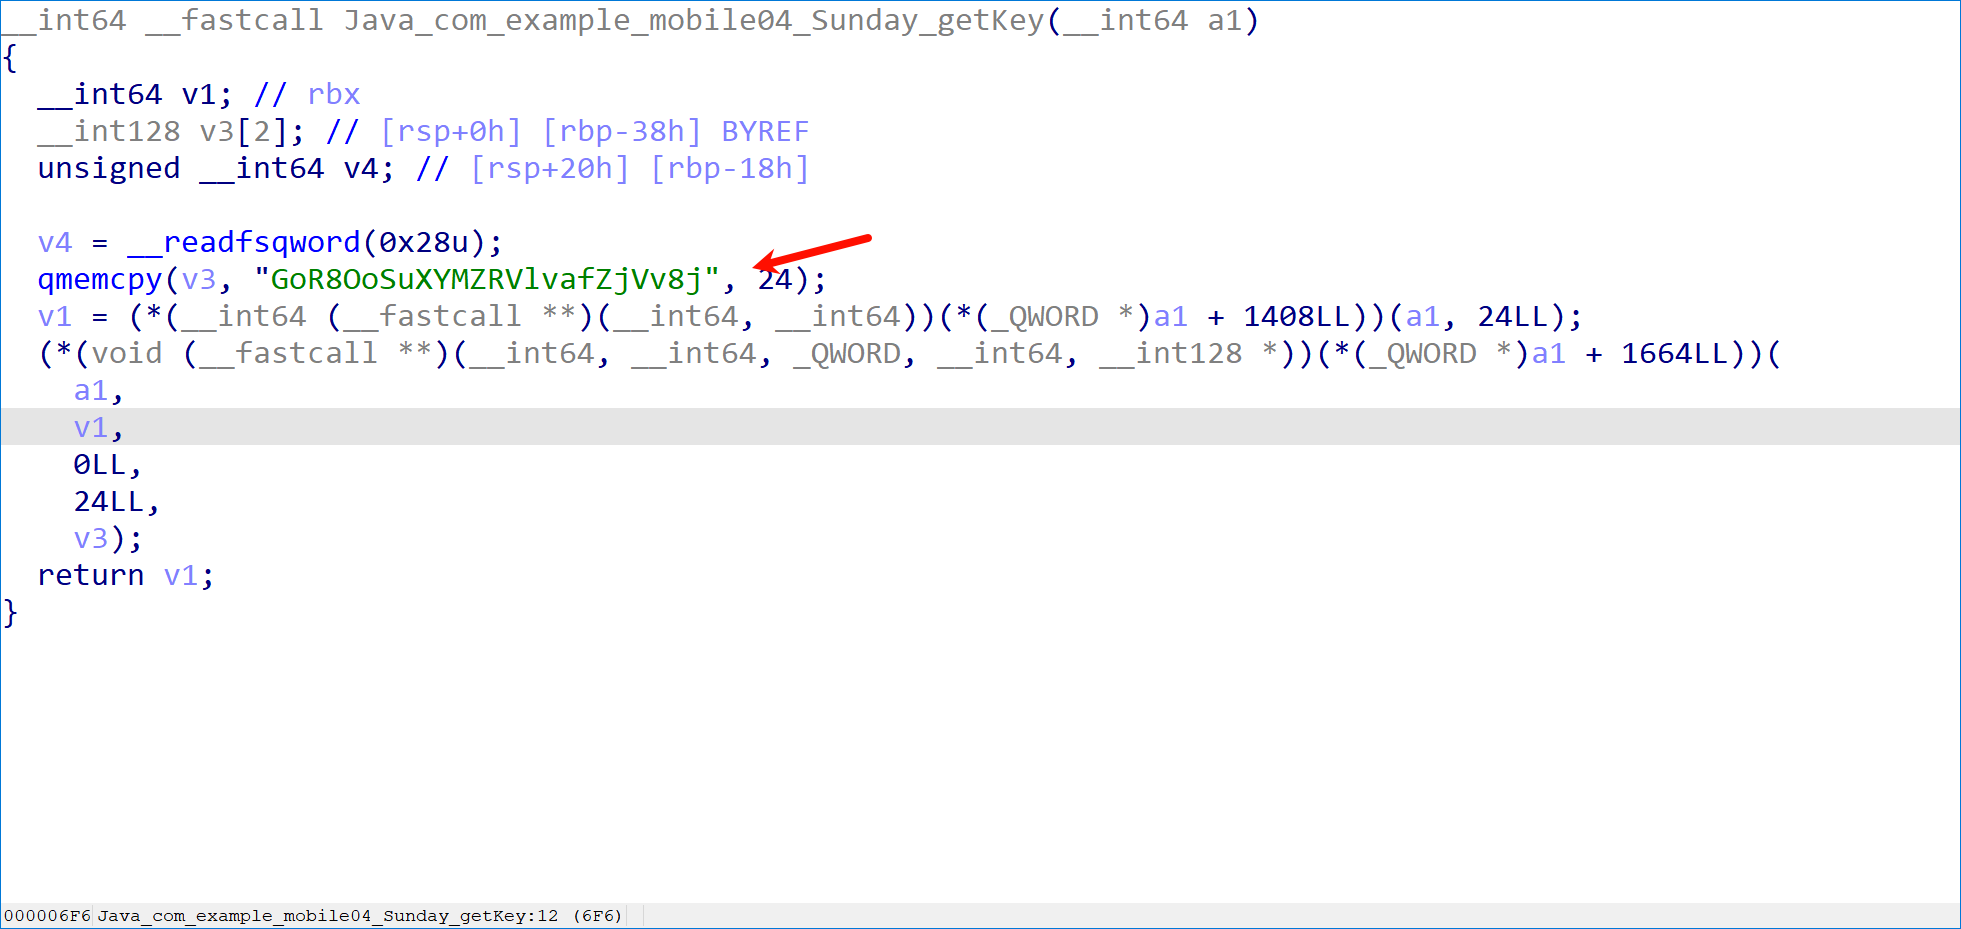 __int64 __fastcall Java_com_example_mobile04_Sunday_getKey(__int64 a1)
{
  __int64 v1; // rbx
  __int128 v3[2]; // [rsp+0h] [rbp-38h] BYREF
  unsigned __int64 v4; // [rsp+20h] [rbp-18h]

  v4 = __readfsqword(0x28u);
  qmemcpy(v3, "GoR8OoSuXYMZRVlvafZjVv8j", 24);
  v1 = (*(__int64 (__fastcall **)(__int64, __int64))(*(_QWORD *)a1 + 1408LL))(a1, 24LL);
  (*(void (__fastcall **)(__int64, __int64, _QWORD, __int64, __int128 *))(*(_QWORD *)a1 + 1664LL))(
    a1,
    v1,
    0LL,
    24LL,
    v3);
  return v1;
}
000006F6 Java_com_example_mobile04_Sunday_getKey:12 (6F6)